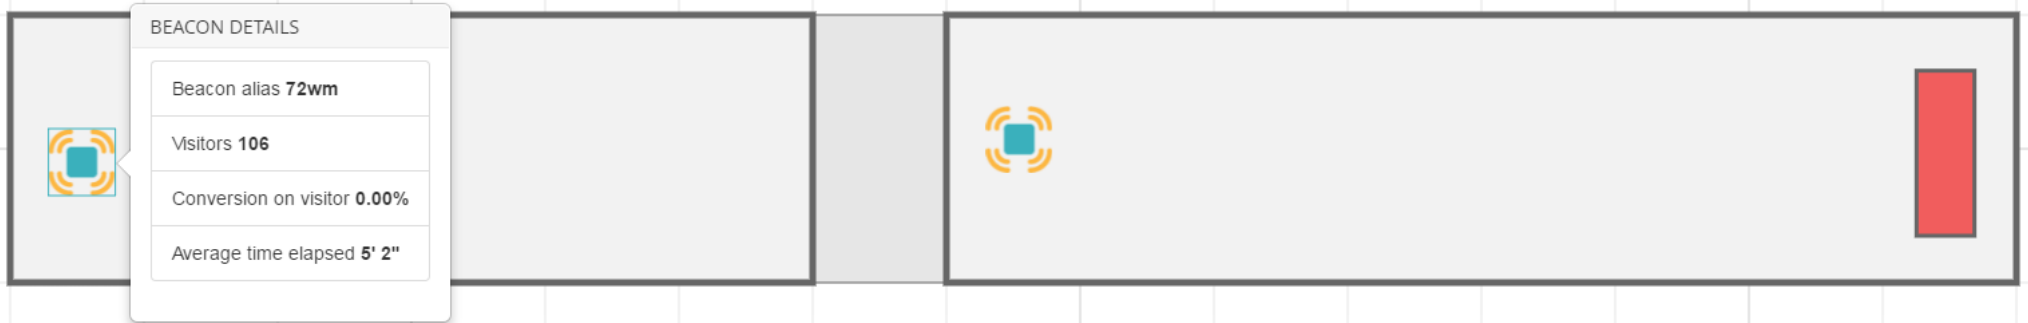 BEACON DETAILS
Beacon alias 72wm
Visitors 106
Conversion on visitor 0.00%
Average time elapsed 5' 2"